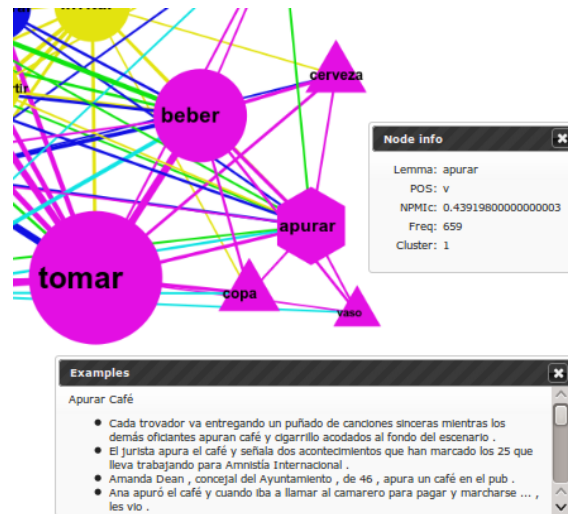 cerveza
beber
apurar
tomar
copa
vaso
Node info
Lemma: apurar
POS: v
NPMIc: 0.43919800000000003
Freq: 659
Cluster: 1
Examples
Apurar Café
Cada trovador va entregando un puñado de canciones sinceras mientras los
demás oficiantes apuran café y cigarrillo acodados al fondo del escenario .
El jurista apura el café y señala dos acontecimientos que han marcado los 25 que
lleva trabajando para Amnistía Internacional .
Amanda Dean , concejal del Ayuntamiento , de 46 , apura un café en el pub .
Ana apuró el café y cuando iba a llamar al camarero para pagar y marcharse ... ,
les vio .